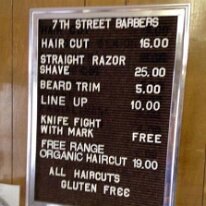 7TH STREET BARBERS
HAIR CUT 16.00
STRAIGHT RAZOR
SHAVE 25.00
BEARD TRIM 5.00
LINE UP 10.00
KNIFE FIGHT
WITH MARK FREE
FREE RANGE
ORGANIC HAIRCUT 19.00
ALL HAIRCUTS
GLUTEN FREE